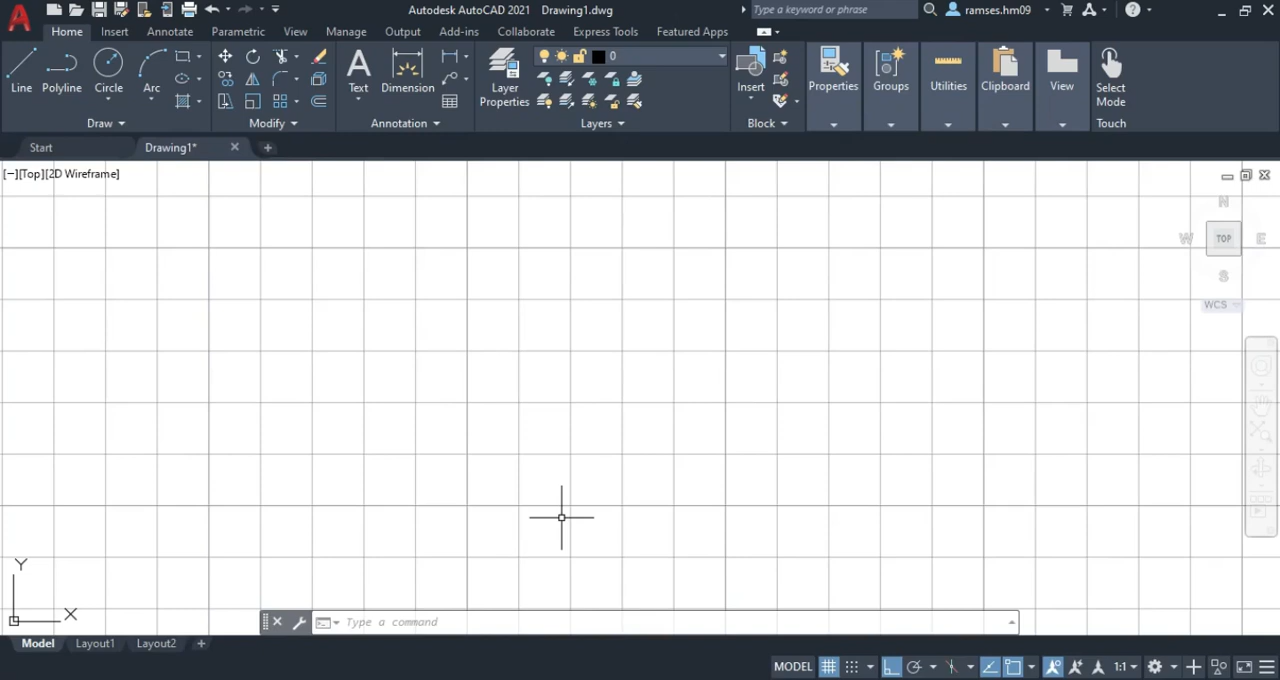 Autodesk AutoCAD 2021 Drawing1.dwg
Type a keyword or phrase
ramses.hm09
Home Insert Annotate Parametric View Manage Output Add-ins Collaborate Express Tools Featured Apps
0
Line Polyline Circle Arc
Text Dimension
Layer
Properties
Insert
Properties
Groups
Utilities
Clipboard
View
Select
Mode
Draw Modify Annotation Layers Block Touch
Start Drawing1*
[−][Top][2D Wireframe]
N
W TOP E
S
WCS
Y
X
Type a command
Model Layout1 Layout2
MODEL 1:1